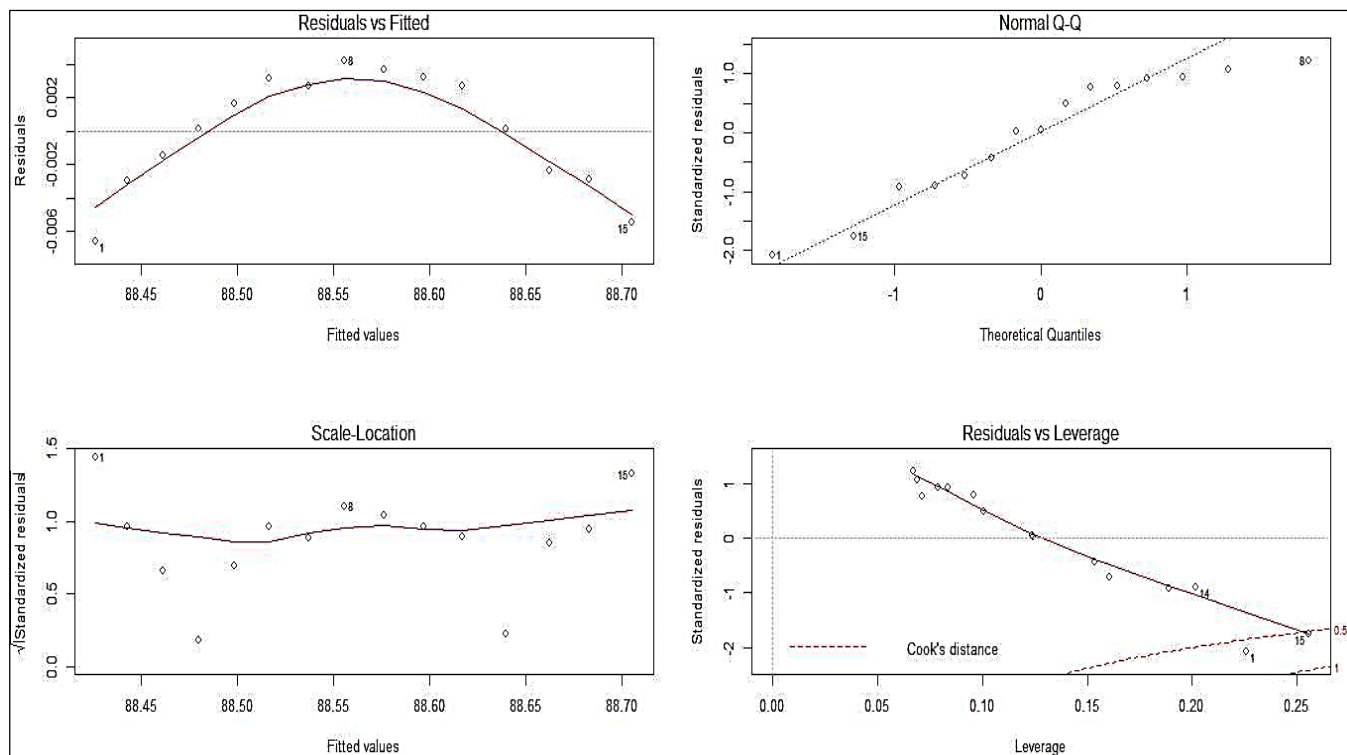 Residuals vs Fitted
Residuals
0.002
-0.002
-0.006
8
1
15
88.45 88.50 88.55 88.60 88.65 88.70
Fitted values
Normal Q-Q
Standardized residuals
1.0
0.0
-1.0
-2.0
8
15
1
-1 0 1
Theoretical Quantiles
Scale-Location
√|Standardized residuals|
1.5
1.0
0.5
0.0
1
8
15
88.45 88.50 88.55 88.60 88.65 88.70
Fitted values
Residuals vs Leverage
Standardized residuals
1
0
-1
-2
14
15
1
0.5
1
Cook's distance
0.00 0.05 0.10 0.15 0.20 0.25
Leverage